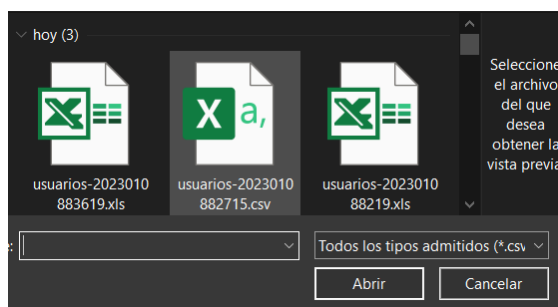 hoy (3)
usuarios-2023010
883619.xls
usuarios-2023010
882715.csv
usuarios-2023010
88219.xls
Seleccione
el archivo
del que
desea
obtener la
vista previa
Todos los tipos admitidos (*.csv
Abrir
Cancelar